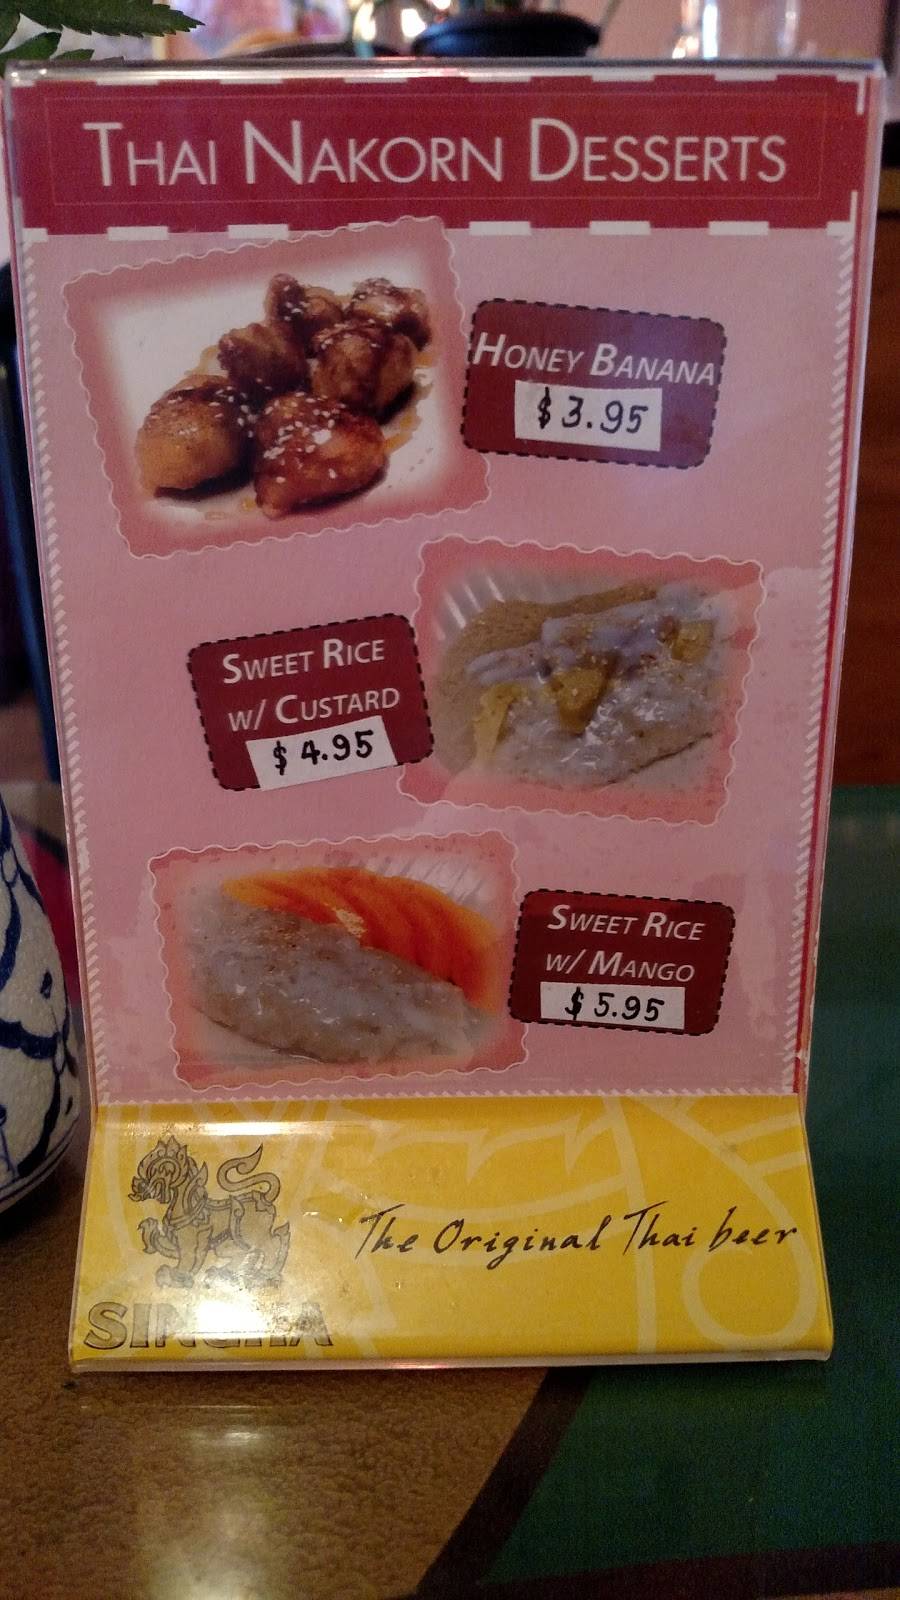 THAI NAKORN DESSERTS
HONEY BANANA
$3.95
SWEET RICE
W/ CUSTARD
$4.95
SWEET RICE
W/ MANGO
$5.95
The Original Thai beer
SINGHA